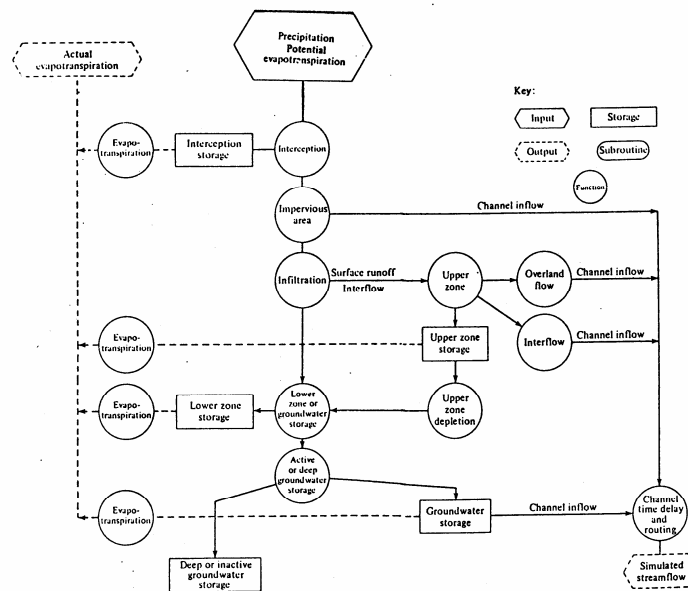 Precipitation
Potential
evapotranspiration
Actual
evapotranspiration
Key:
Input
Storage
Output
Subroutine
Function
Evapo-
transpiration
Interception
storage
Interception
Impervious
area
Channel inflow
Infiltration
Surface runoff
Interflow
Upper
zone
Overland
flow
Channel inflow
Evapo-
transpiration
Upper zone
storage
Interflow
Channel inflow
Evapo-
transpiration
Lower zone
storage
Lower
zone or
groundwater
storage
Upper
zone
depletion
Active
or deep
groundwater
storage
Evapo-
transpiration
Groundwater
storage
Channel inflow
Channel
time delay
and
routing
Deep or inactive
groundwater
storage
Simulated
streamflow